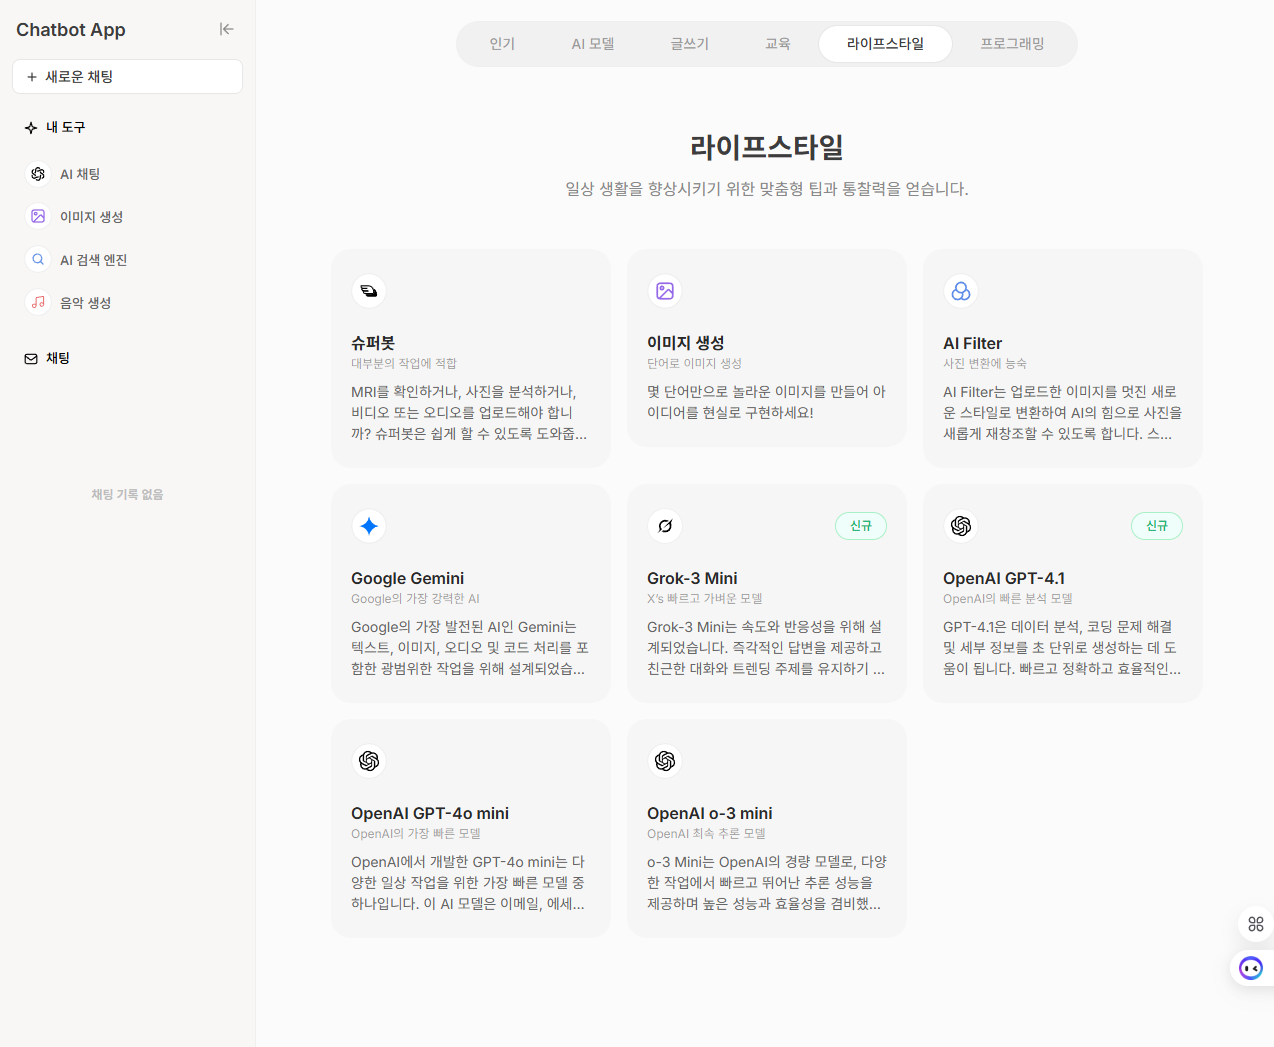 Chatbot App
새로운 채팅
내 도구
AI 채팅
이미지 생성
AI 검색 엔진
음악 생성
채팅
채팅 기록 없음
인기
AI 모델
글쓰기
교육
라이프스타일
프로그래밍
라이프스타일
일상 생활을 향상시키기 위한 맞춤형 팁과 통찰력을 얻습니다.
슈퍼봇
대부분의 작업에 적합
MRI를 확인하거나, 사진을 분석하거나,
비디오 또는 오디오를 업로드해야 합니
까? 슈퍼봇은 쉽게 할 수 있도록 도와줍...
이미지 생성
단어로 이미지 생성
몇 단어만으로 놀라운 이미지를 만들어 아
이디어를 현실로 구현하세요!
AI Filter
사진 변환에 능숙
AI Filter는 업로드한 이미지를 멋진 새로
운 스타일로 변환하여 AI의 힘으로 사진을
새롭게 재창조할 수 있도록 합니다. 스...
Google Gemini
Google의 가장 강력한 AI
Google의 가장 발전된 AI인 Gemini는
텍스트, 이미지, 오디오 및 코드 처리를 포
함한 광범위한 작업을 위해 설계되었습...
신규
Grok-3 Mini
X's 빠르고 가벼운 모델
Grok-3 Mini는 속도와 반응성을 위해 설
계되었습니다. 즉각적인 답변을 제공하고
친근한 대화와 트렌딩 주제를 유지하기 ...
신규
OpenAI GPT-4.1
OpenAI의 빠른 분석 모델
GPT-4.1은 데이터 분석, 코딩 문제 해결
및 세부 정보를 초 단위로 생성하는 데 도
움이 됩니다. 빠르고 정확하고 효율적인...
OpenAI GPT-4o mini
OpenAI의 가장 빠른 모델
OpenAI에서 개발한 GPT-4o mini는 다
양한 일상 작업을 위한 가장 빠른 모델 중
하나입니다. 이 AI 모델은 이메일, 에세...
OpenAI o-3 mini
OpenAI 최속 추론 모델
o-3 Mini는 OpenAI의 경량 모델로, 다양
한 작업에서 빠르고 뛰어난 추론 성능을
제공하며 높은 성능과 효율성을 겸비했...